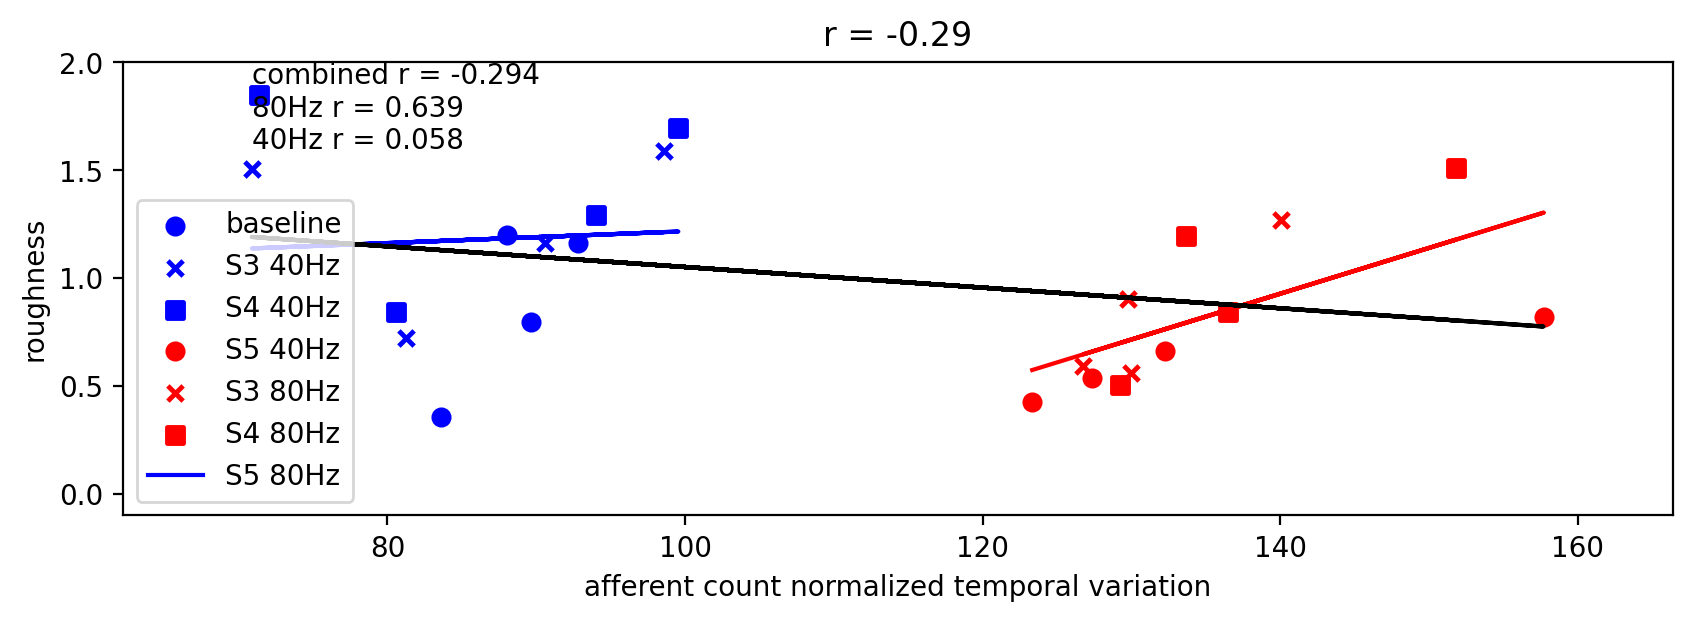 r = -0.29
combined r = -0.294
80Hz r = 0.639
40Hz r = 0.058
2.0
1.5
1.0
0.5
0.0
roughness
baseline
S3 40Hz
S4 40Hz
S5 40Hz
S3 80Hz
S4 80Hz
S5 80Hz
80 100 120 140 160
afferent count normalized temporal variation